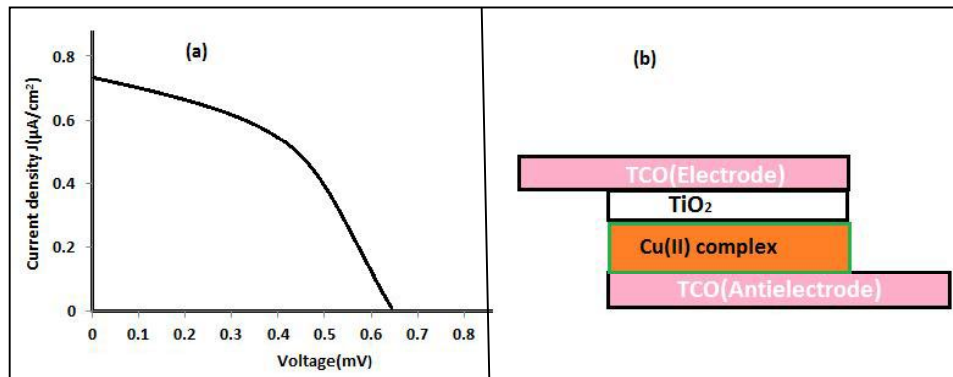 (a)
Current density J(µA/cm²)
0.8
0.6
0.4
0.2
0
0 0.1 0.2 0.3 0.4 0.5 0.6 0.7 0.8
Voltage(mV)
(b)
TCO(Electrode)
TiO₂
Cu(II) complex
TCO(Antielectrode)